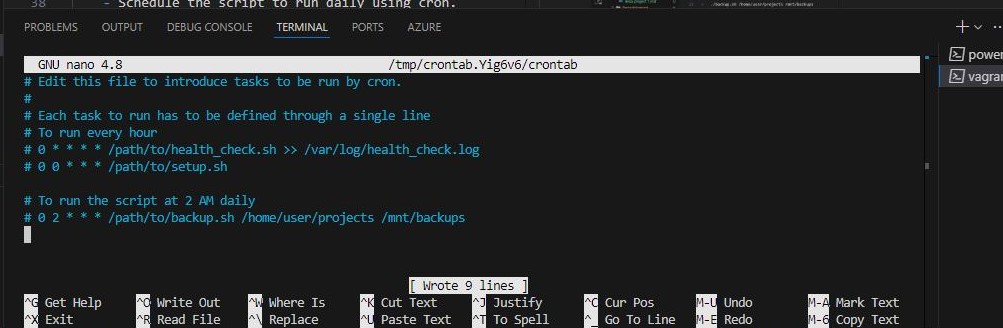 38 - Schedule the script to run daily using cron.
PROBLEMS OUTPUT DEBUG CONSOLE TERMINAL PORTS AZURE
GNU nano 4.8 /tmp/crontab.Yig6v6/crontab
power
# Edit this file to introduce tasks to be run by cron.
vagrar
#
# Each task to run has to be defined through a single line
# To run every hour
# 0 * * * * /path/to/health_check.sh >> /var/log/health_check.log
# 0 0 * * * /path/to/setup.sh
# To run the script at 2 AM daily
# 0 2 * * * /path/to/backup.sh /home/user/projects /mnt/backups
[ Wrote 9 lines ]
^G Get Help ^O Write Out ^W Where Is ^K Cut Text ^J Justify ^C Cur Pos M-U Undo M-A Mark Text
^X Exit ^R Read File ^\ Replace ^U Paste Text ^T To Spell ^_ Go To Line M-E Redo M-6 Copy Text